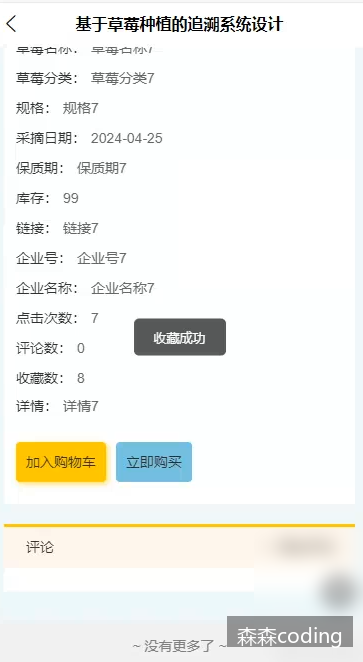 基于草莓种植的追溯系统设计
草莓名称： 草莓名称7
草莓分类： 草莓分类7
规格： 规格7
采摘日期： 2024-04-25
保质期： 保质期7
库存： 99
链接： 链接7
企业号： 企业号7
企业名称： 企业名称7
点击次数： 7
收藏成功
评论数： 0
收藏数： 8
详情： 详情7
加入购物车 立即购买
评论
森森coding
~ 没有更多了 ~